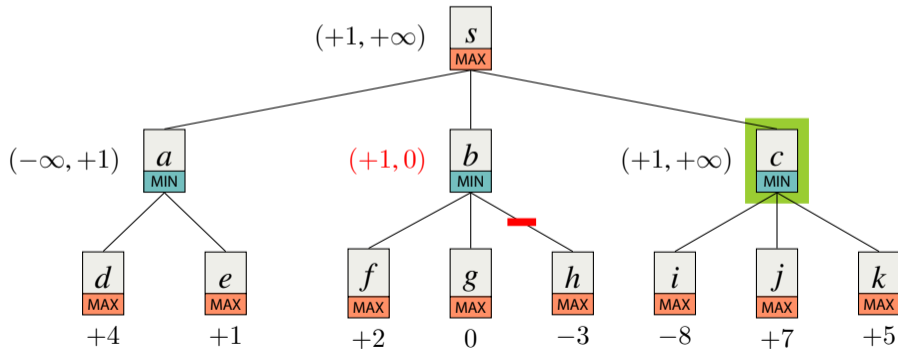 (+1, +∞) s
MAX
(−∞, +1) a (+1, 0) b (+1, +∞) c
MIN MIN MIN
d e f g h i j k
MAX MAX MAX MAX MAX MAX MAX MAX
+4 +1 +2 0 −3 −8 +7 +5